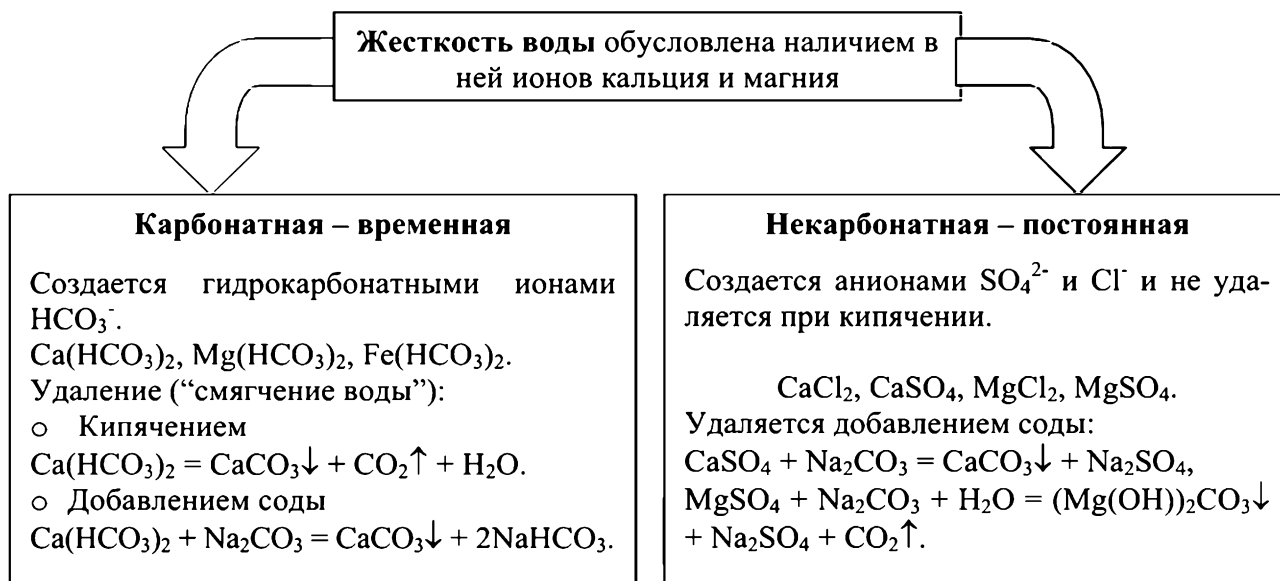 Жесткость воды обусловлена наличием в
ней ионов кальция и магния
Карбонатная – временная
Создается гидрокарбонатными ионами
HCO₃⁻.
Ca(HCO₃)₂, Mg(HCO₃)₂, Fe(HCO₃)₂.
Удаление (“смягчение воды”):
o Кипячением
Ca(HCO₃)₂ = CaCO₃↓ + CO₂↑ + H₂O.
o Добавлением соды
Ca(HCO₃)₂ + Na₂CO₃ = CaCO₃↓ + 2NaHCO₃.
Некарбонатная – постоянная
Создается анионами SO₄²⁻ и Cl⁻ и не уда-
ляется при кипячении.
CaCl₂, CaSO₄, MgCl₂, MgSO₄.
Удаляется добавлением соды:
CaSO₄ + Na₂CO₃ = CaCO₃↓ + Na₂SO₄,
MgSO₄ + Na₂CO₃ + H₂O = (Mg(OH))₂CO₃↓
+ Na₂SO₄ + CO₂↑.